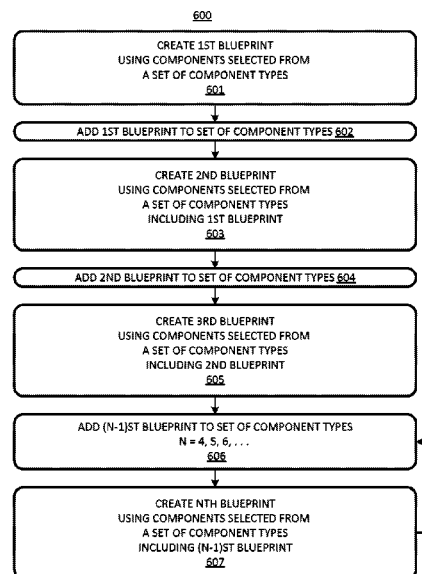 600
CREATE 1ST BLUEPRINT
USING COMPONENTS SELECTED FROM
A SET OF COMPONENT TYPES
601
ADD 1ST BLUEPRINT TO SET OF COMPONENT TYPES 602
CREATE 2ND BLUEPRINT
USING COMPONENTS SELECTED FROM
A SET OF COMPONENT TYPES
INCLUDING 1ST BLUEPRINT
603
ADD 2ND BLUEPRINT TO SET OF COMPONENT TYPES 604
CREATE 3RD BLUEPRINT
USING COMPONENTS SELECTED FROM
A SET OF COMPONENT TYPES
INCLUDING 2ND BLUEPRINT
605
ADD (N-1)ST BLUEPRINT TO SET OF COMPONENT TYPES
N = 4, 5, 6, . . .
606
CREATE NTH BLUEPRINT
USING COMPONENTS SELECTED FROM
A SET OF COMPONENT TYPES
INCLUDING (N-1)ST BLUEPRINT
607